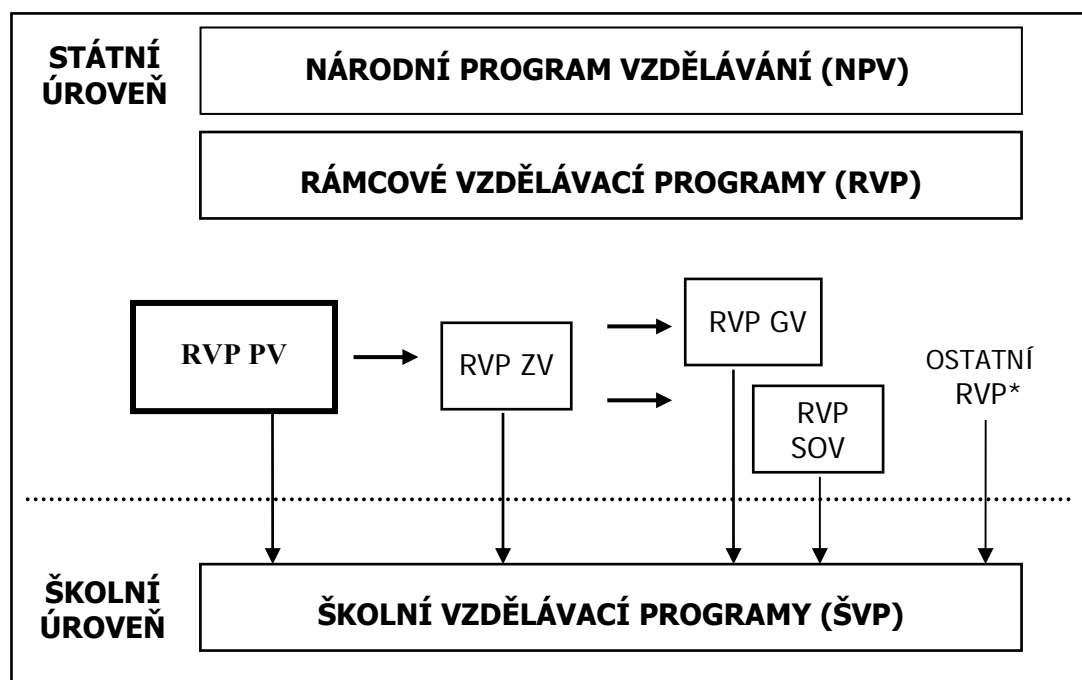 STÁTNÍ
ÚROVEŇ
NÁRODNÍ PROGRAM VZDĚLÁVÁNÍ (NPV)
RÁMCOVÉ VZDĚLÁVACÍ PROGRAMY (RVP)
RVP PV
RVP ZV
RVP GV
RVP
SOV
OSTATNÍ
RVP*
ŠKOLNÍ
ÚROVEŇ
ŠKOLNÍ VZDĚLÁVACÍ PROGRAMY (ŠVP)